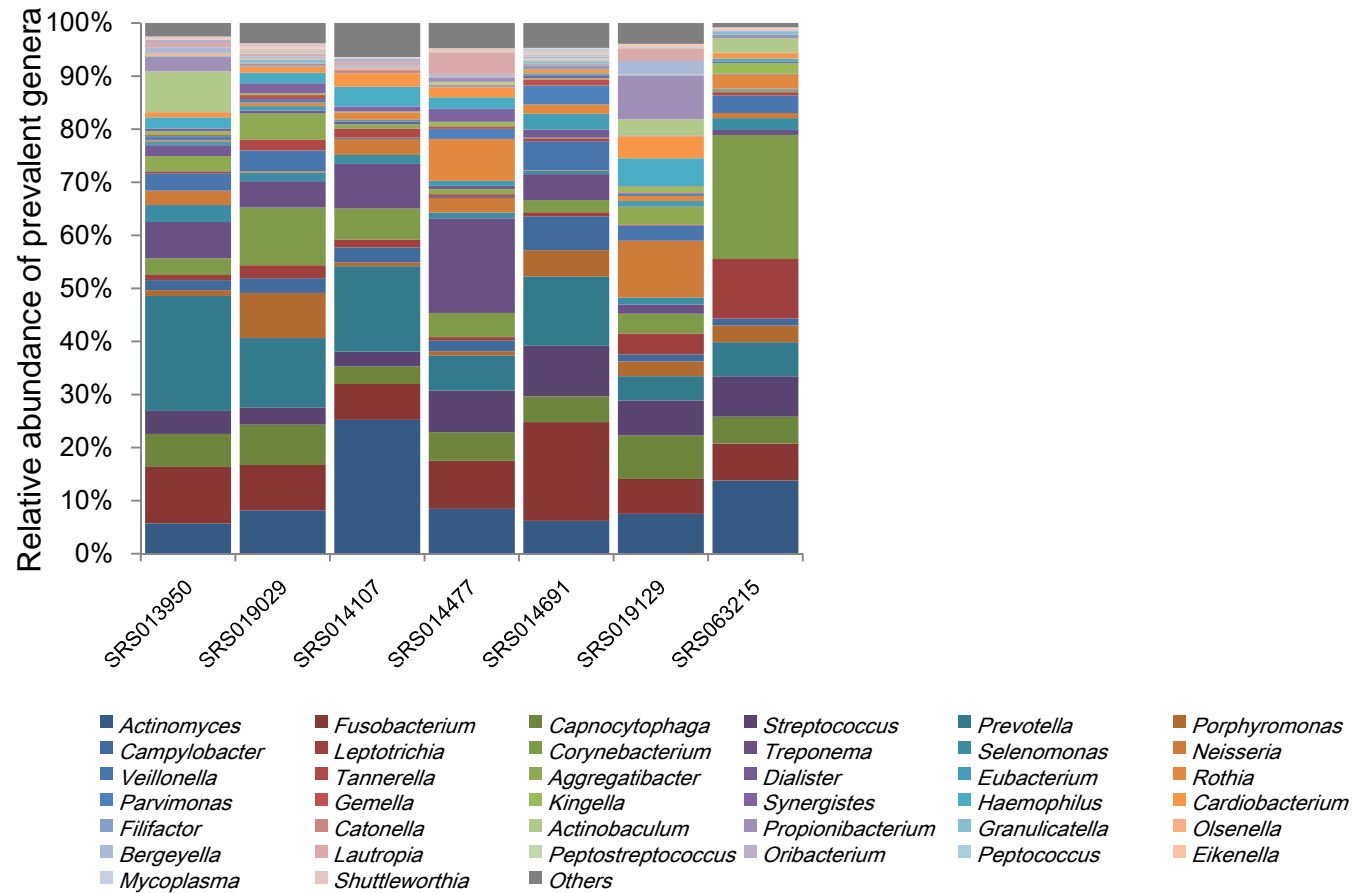 Relative abundance of prevalent genera
100%
90%
80%
70%
60%
50%
40%
30%
20%
10%
0%
SRS013950
SRS019029
SRS014107
SRS014477
SRS014691
SRS019129
SRS063215
Actinomyces Fusobacterium Capnocytophaga Streptococcus Prevotella Porphyromonas
Campylobacter Leptotrichia Corynebacterium Treponema Selenomonas Neisseria
Veillonella Tannerella Aggregatibacter Dialister Eubacterium Rothia
Parvimonas Gemella Kingella Synergistes Haemophilus Cardiobacterium
Filifactor Catonella Actinobaculum Propionibacterium Granulicatella Olsenella
Bergeyella Lautropia Peptostreptococcus Oribacterium Peptococcus Eikenella
Mycoplasma Shuttleworthia Others